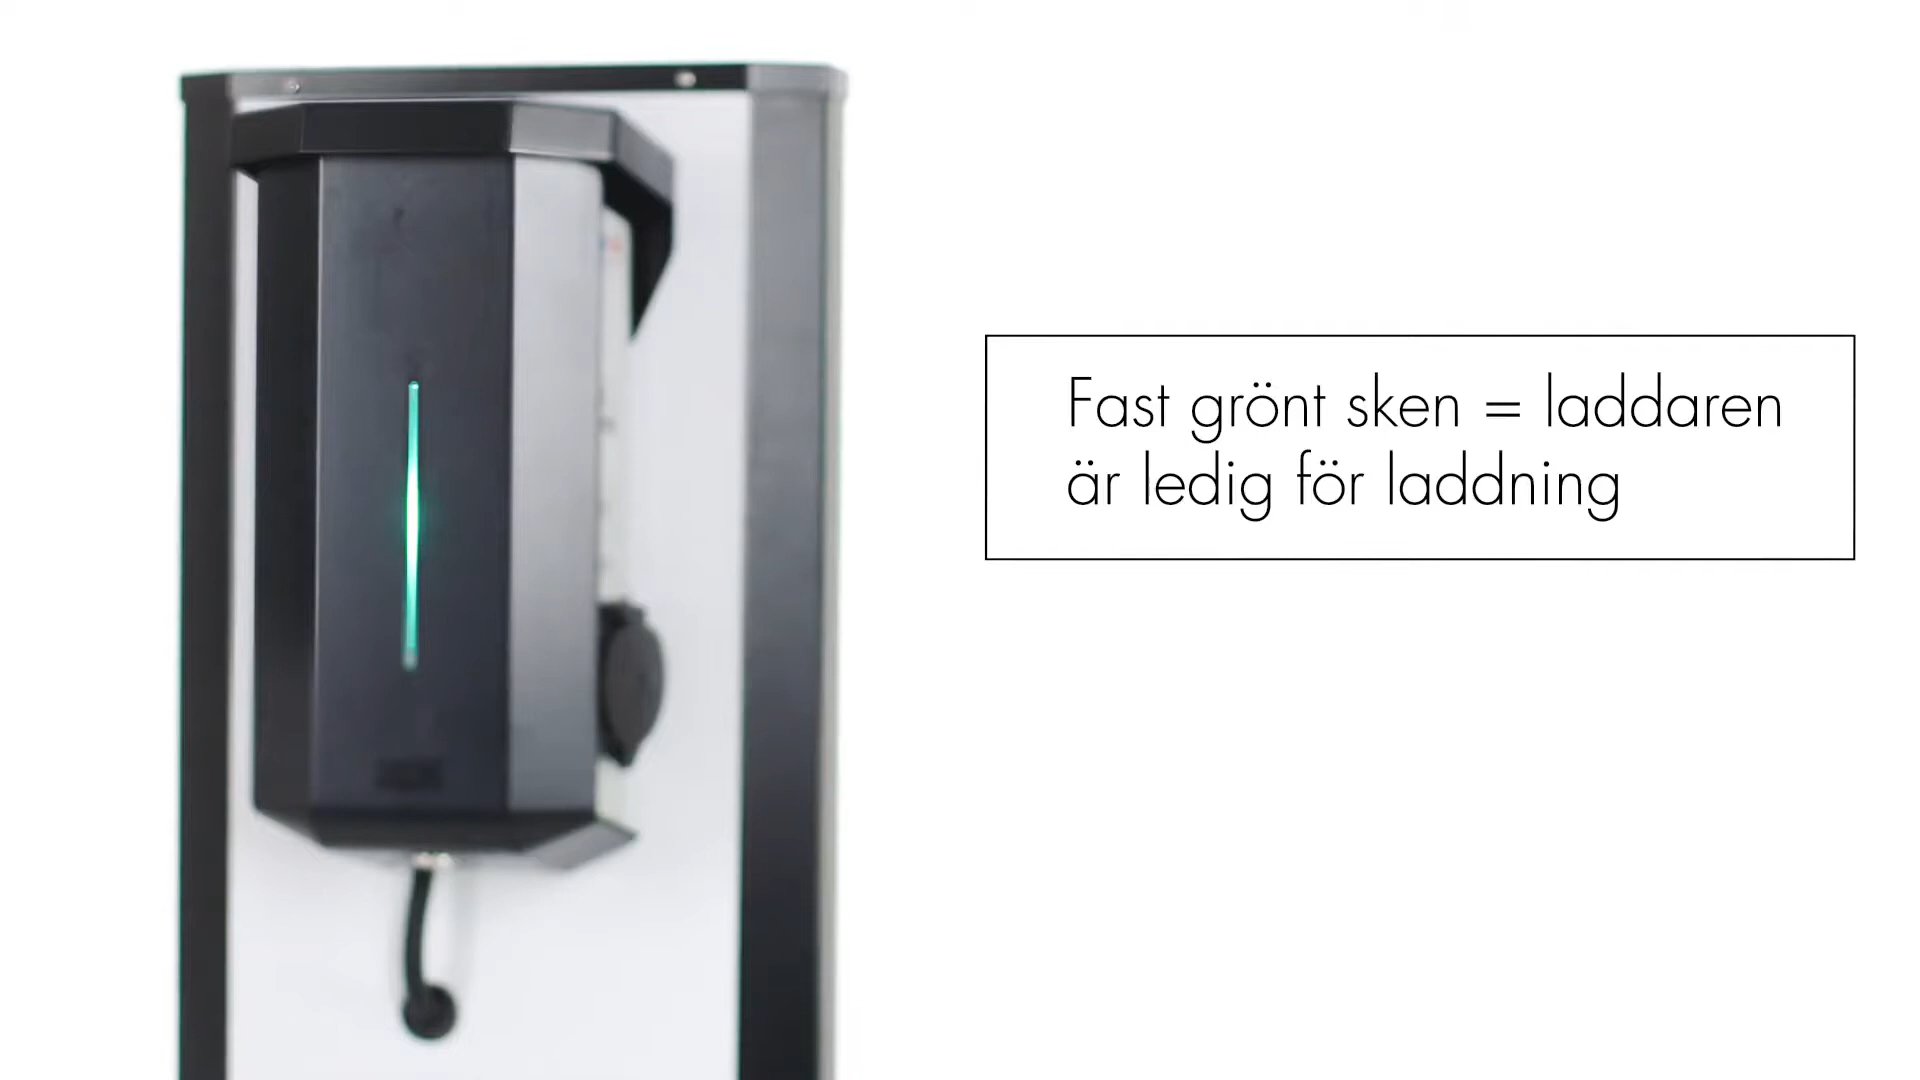 Fast grönt sken = laddaren
är ledig för laddning